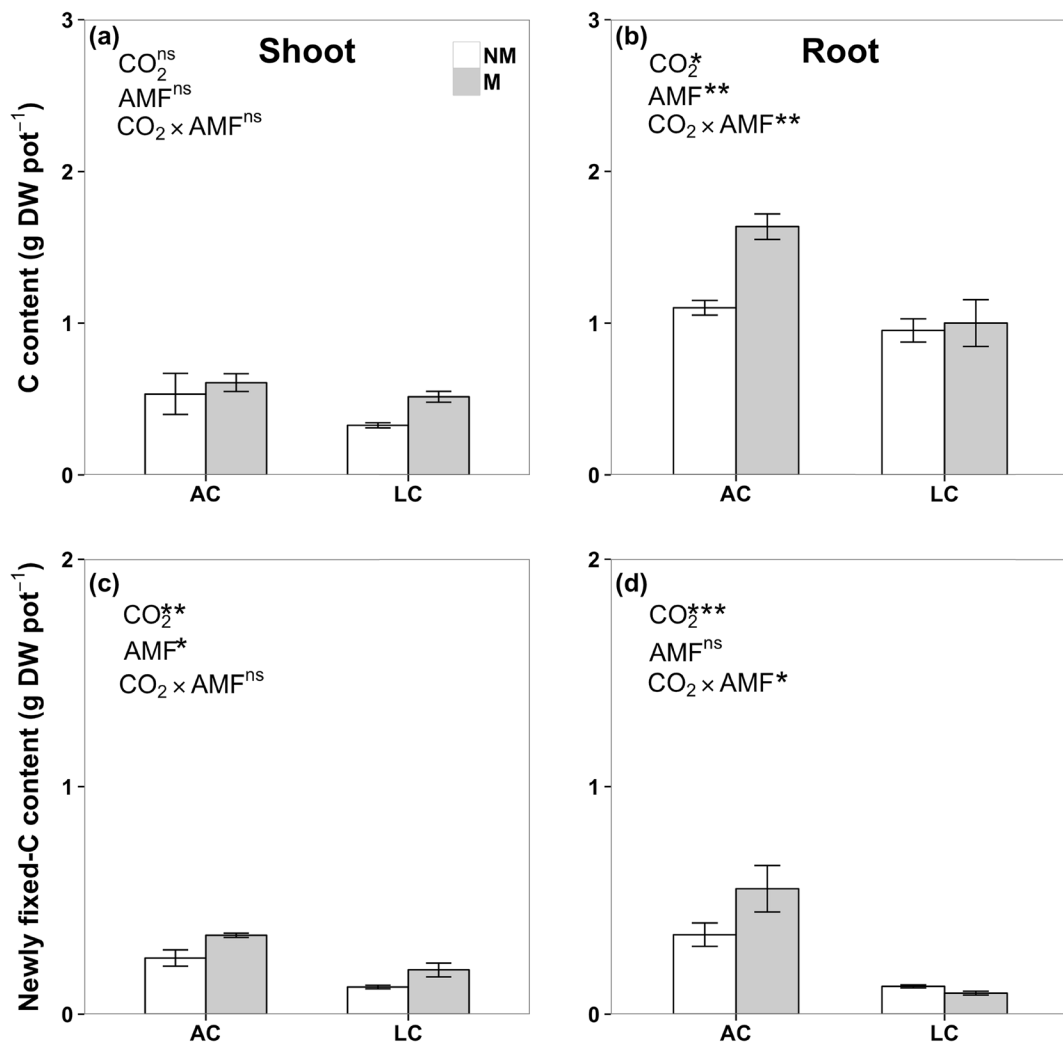 (a) Shoot
CO₂ⁿˢ
AMFⁿˢ
CO₂ × AMFⁿˢ
NM
M
C content (g DW pot⁻¹)
3
2
1
0
AC LC
(b) Root
CO₂*
AMF**
CO₂ × AMF**
3
2
1
0
AC LC
(c)
CO₂**
AMF*
CO₂ × AMFⁿˢ
Newly fixed-C content (g DW pot⁻¹)
2
1
0
AC LC
(d)
CO₂***
AMFⁿˢ
CO₂ × AMF*
2
1
0
AC LC